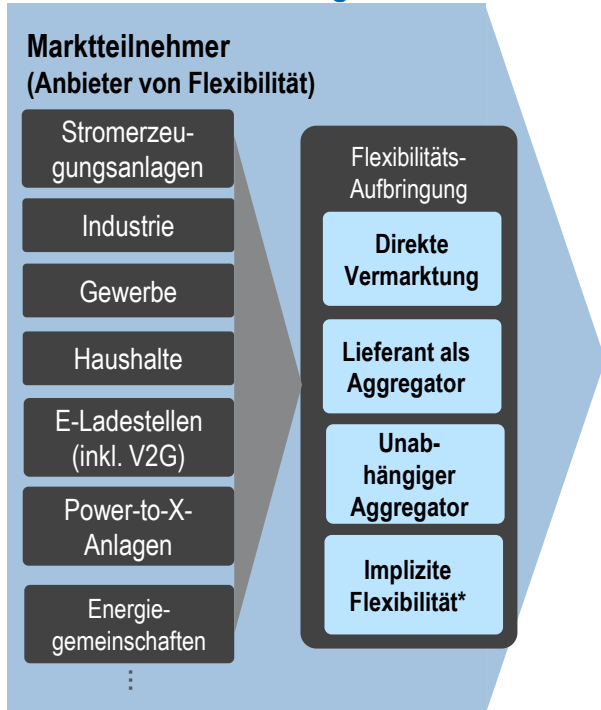 Marktteilnehmer
(Anbieter von Flexibilität)
Stromerzeu-
gungsanlagen
Industrie
Gewerbe
Haushalte
E-Ladestellen
(inkl. V2G)
Power-to-X-
Anlagen
Energie-
gemeinschaften
...
Flexibilitäts-
Aufbringung
Direkte
Vermarktung
Lieferant als
Aggregator
Unab-
hängiger
Aggregator
Implizite
Flexibilität*